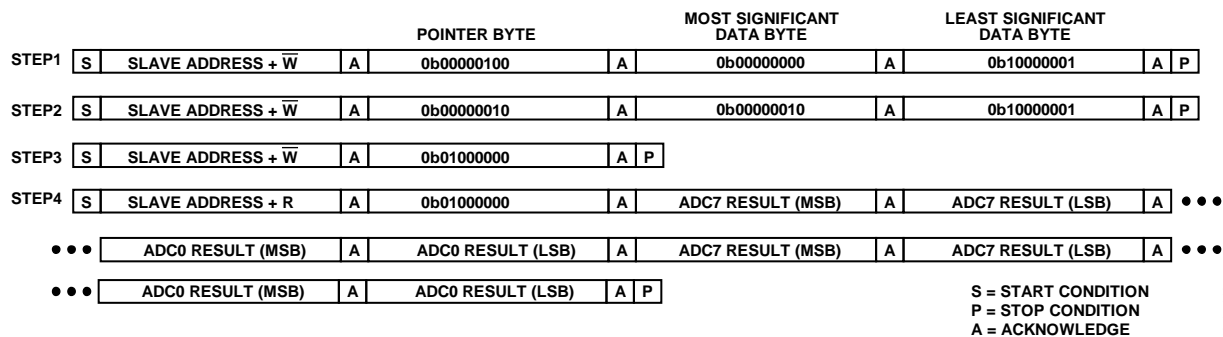 POINTER BYTE MOST SIGNIFICANT DATA BYTE LEAST SIGNIFICANT DATA BYTE
STEP1 S SLAVE ADDRESS + W̅ A 0b00000100 A 0b00000000 A 0b10000001 A P
STEP2 S SLAVE ADDRESS + W̅ A 0b00000010 A 0b00000010 A 0b10000001 A P
STEP3 S SLAVE ADDRESS + W̅ A 0b01000000 A P
STEP4 S SLAVE ADDRESS + R A 0b01000000 A ADC7 RESULT (MSB) A ADC7 RESULT (LSB) A •••
••• ADC0 RESULT (MSB) A ADC0 RESULT (LSB) A ADC7 RESULT (MSB) A ADC7 RESULT (LSB) A •••
••• ADC0 RESULT (MSB) A ADC0 RESULT (LSB) A P
S = START CONDITION
P = STOP CONDITION
A = ACKNOWLEDGE